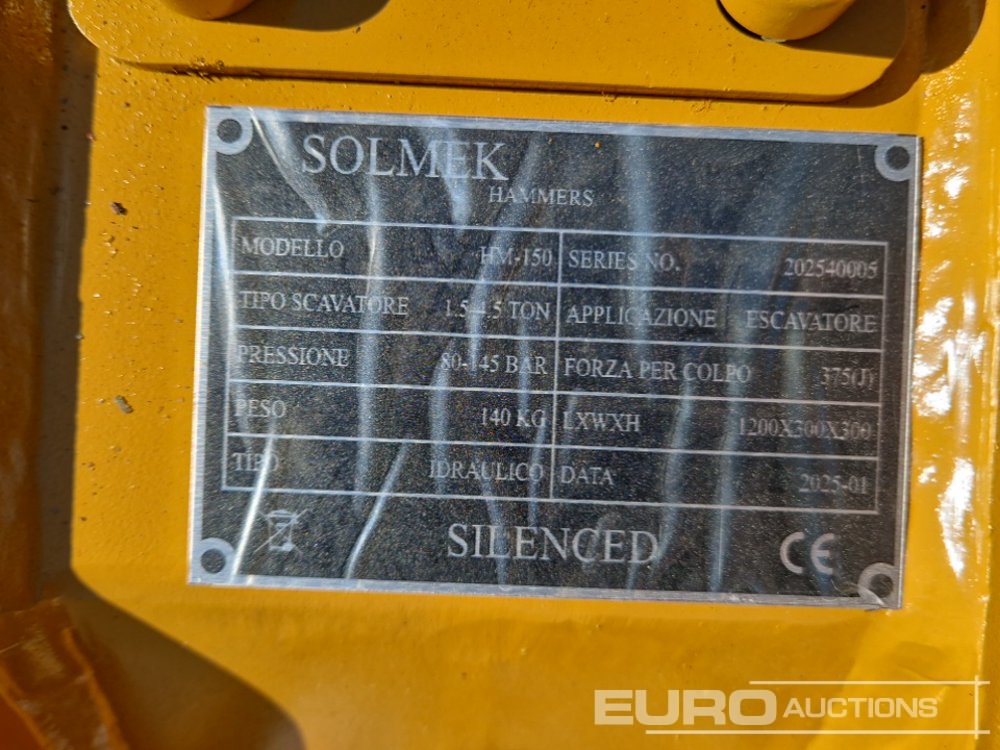 SOLMEK
HAMMERS
MODELLO HM-150 SERIES NO. 202540005
TIPO SCAVATORE 1.5-4.5 TON APPLICAZIONE ESCAVATORE
PRESSIONE 80-145 BAR FORZA PER COLPO 375(J)
PESO 140 KG LXWXH 1200X300X300
TIPO IDRAULICO DATA 2025-01
SILENCED CE
EURO AUCTIONS